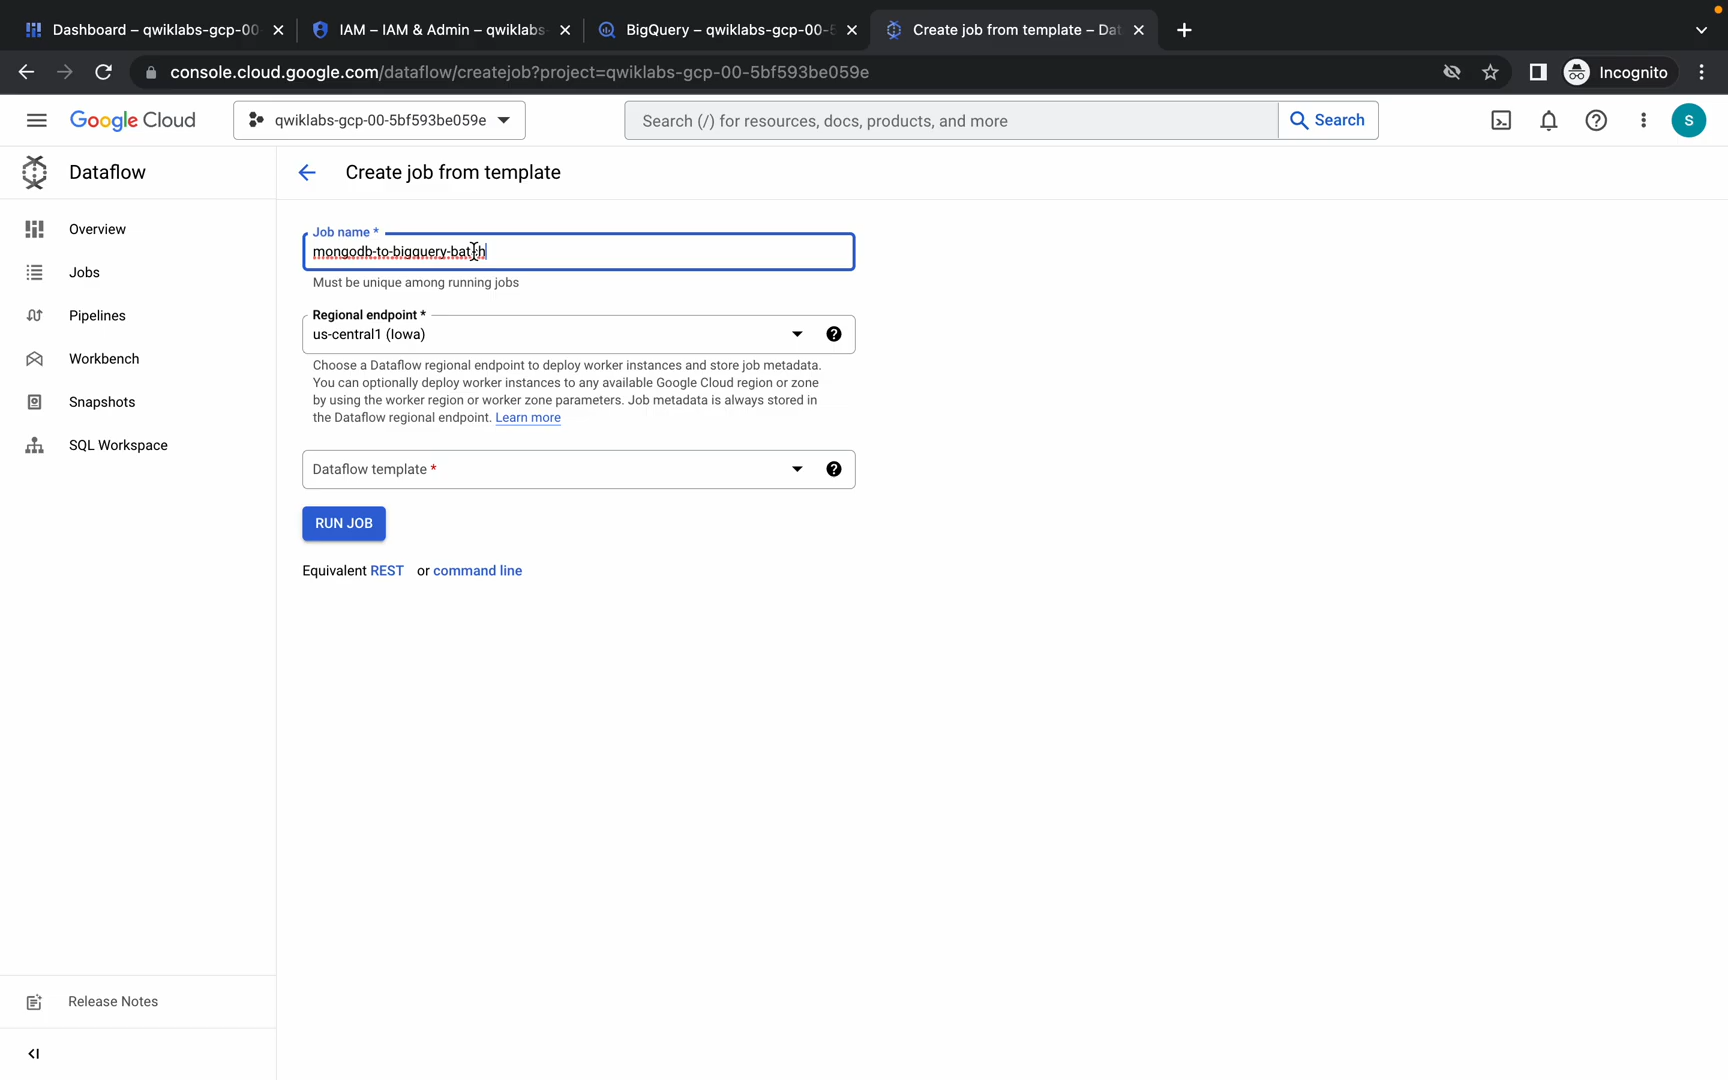 Dashboard – qwiklabs-gcp-00
IAM – IAM & Admin – qwiklabs-
BigQuery – qwiklabs-gcp-00-5
Create job from template – Dat
console.cloud.google.com/dataflow/createjob?project=qwiklabs-gcp-00-5bf593be059e
Incognito
Google Cloud
qwiklabs-gcp-00-5bf593be059e
Search (/) for resources, docs, products, and more
Search
S
Dataflow
Create job from template
Overview
Jobs
Pipelines
Workbench
Snapshots
SQL Workspace
Job name *
mongodb-to-bigquery-batch
Must be unique among running jobs
Regional endpoint *
us-central1 (Iowa)
Choose a Dataflow regional endpoint to deploy worker instances and store job metadata.
You can optionally deploy worker instances to any available Google Cloud region or zone
by using the worker region or worker zone parameters. Job metadata is always stored in
the Dataflow regional endpoint. Learn more
Dataflow template *
RUN JOB
Equivalent REST or command line
Release Notes